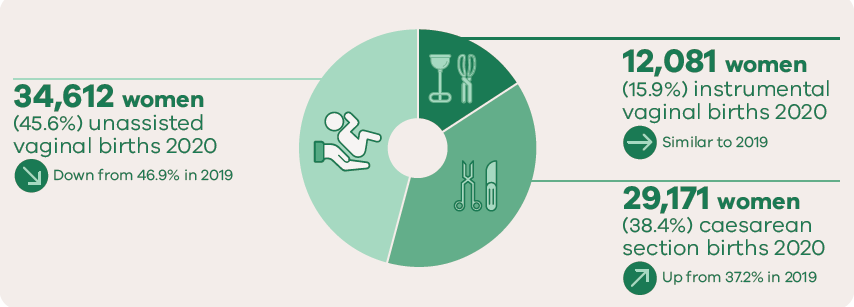 34,612 women
(45.6%) unassisted
vaginal births 2020
Down from 46.9% in 2019
12,081 women
(15.9%) instrumental
vaginal births 2020
Similar to 2019
29,171 women
(38.4%) caesarean
section births 2020
Up from 37.2% in 2019